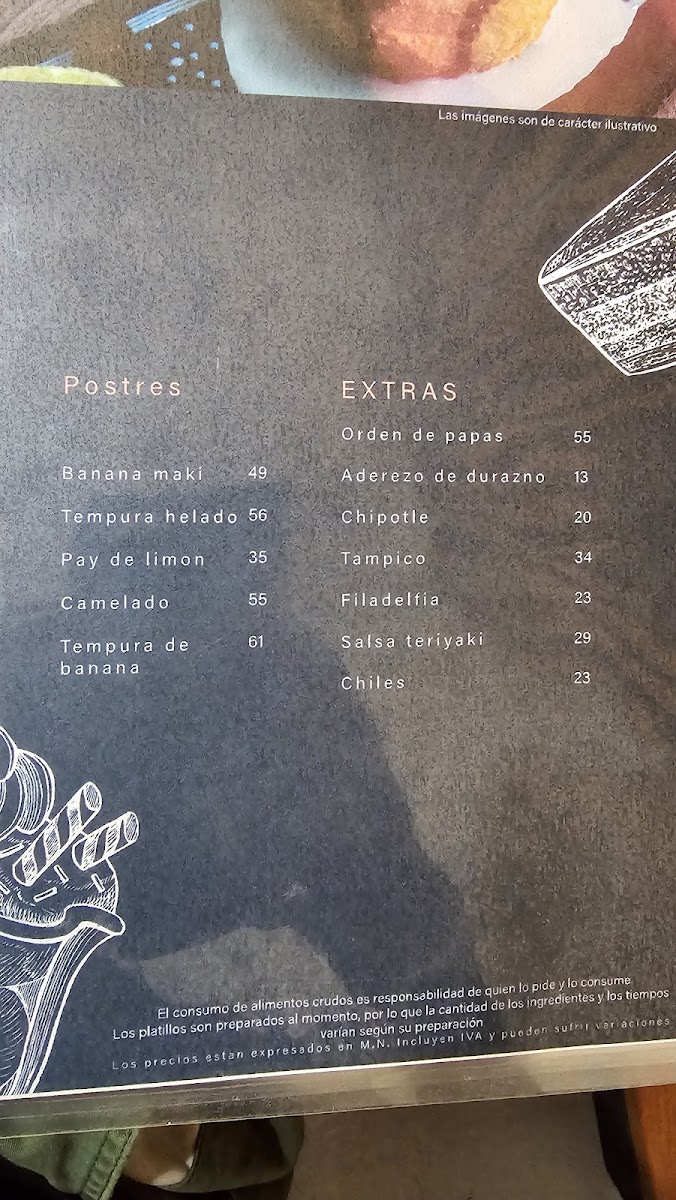 Las imágenes son de carácter ilustrativo
Postres
Banana maki 49
Tempura helado 56
Pay de limon 35
Camelado 55
Tempura de 61
banana
EXTRAS
Orden de papas 55
Aderezo de durazno 13
Chipotle 20
Tampico 34
Filadelfia 23
Salsa teriyaki 29
Chiles 23
El consumo de alimentos crudos es responsabilidad de quien lo pide y lo consume
Los platillos son preparados al momento, por lo que la cantidad de los ingredientes y los tiempos
varían según su preparación
Los precios estan expresados en M.N. Incluyen IVA y pueden sufrir variaciones